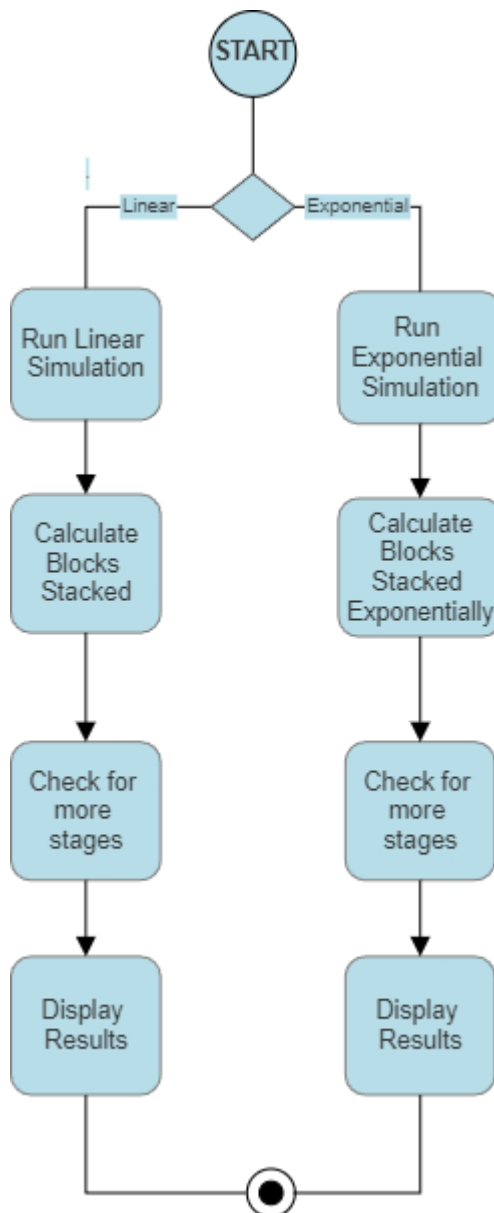 START
Linear
Exponential
Run Linear
Simulation
Run
Exponential
Simulation
Calculate
Blocks
Stacked
Calculate
Blocks
Stacked
Exponentially
Check for
more
stages
Check for
more
stages
Display
Results
Display
Results